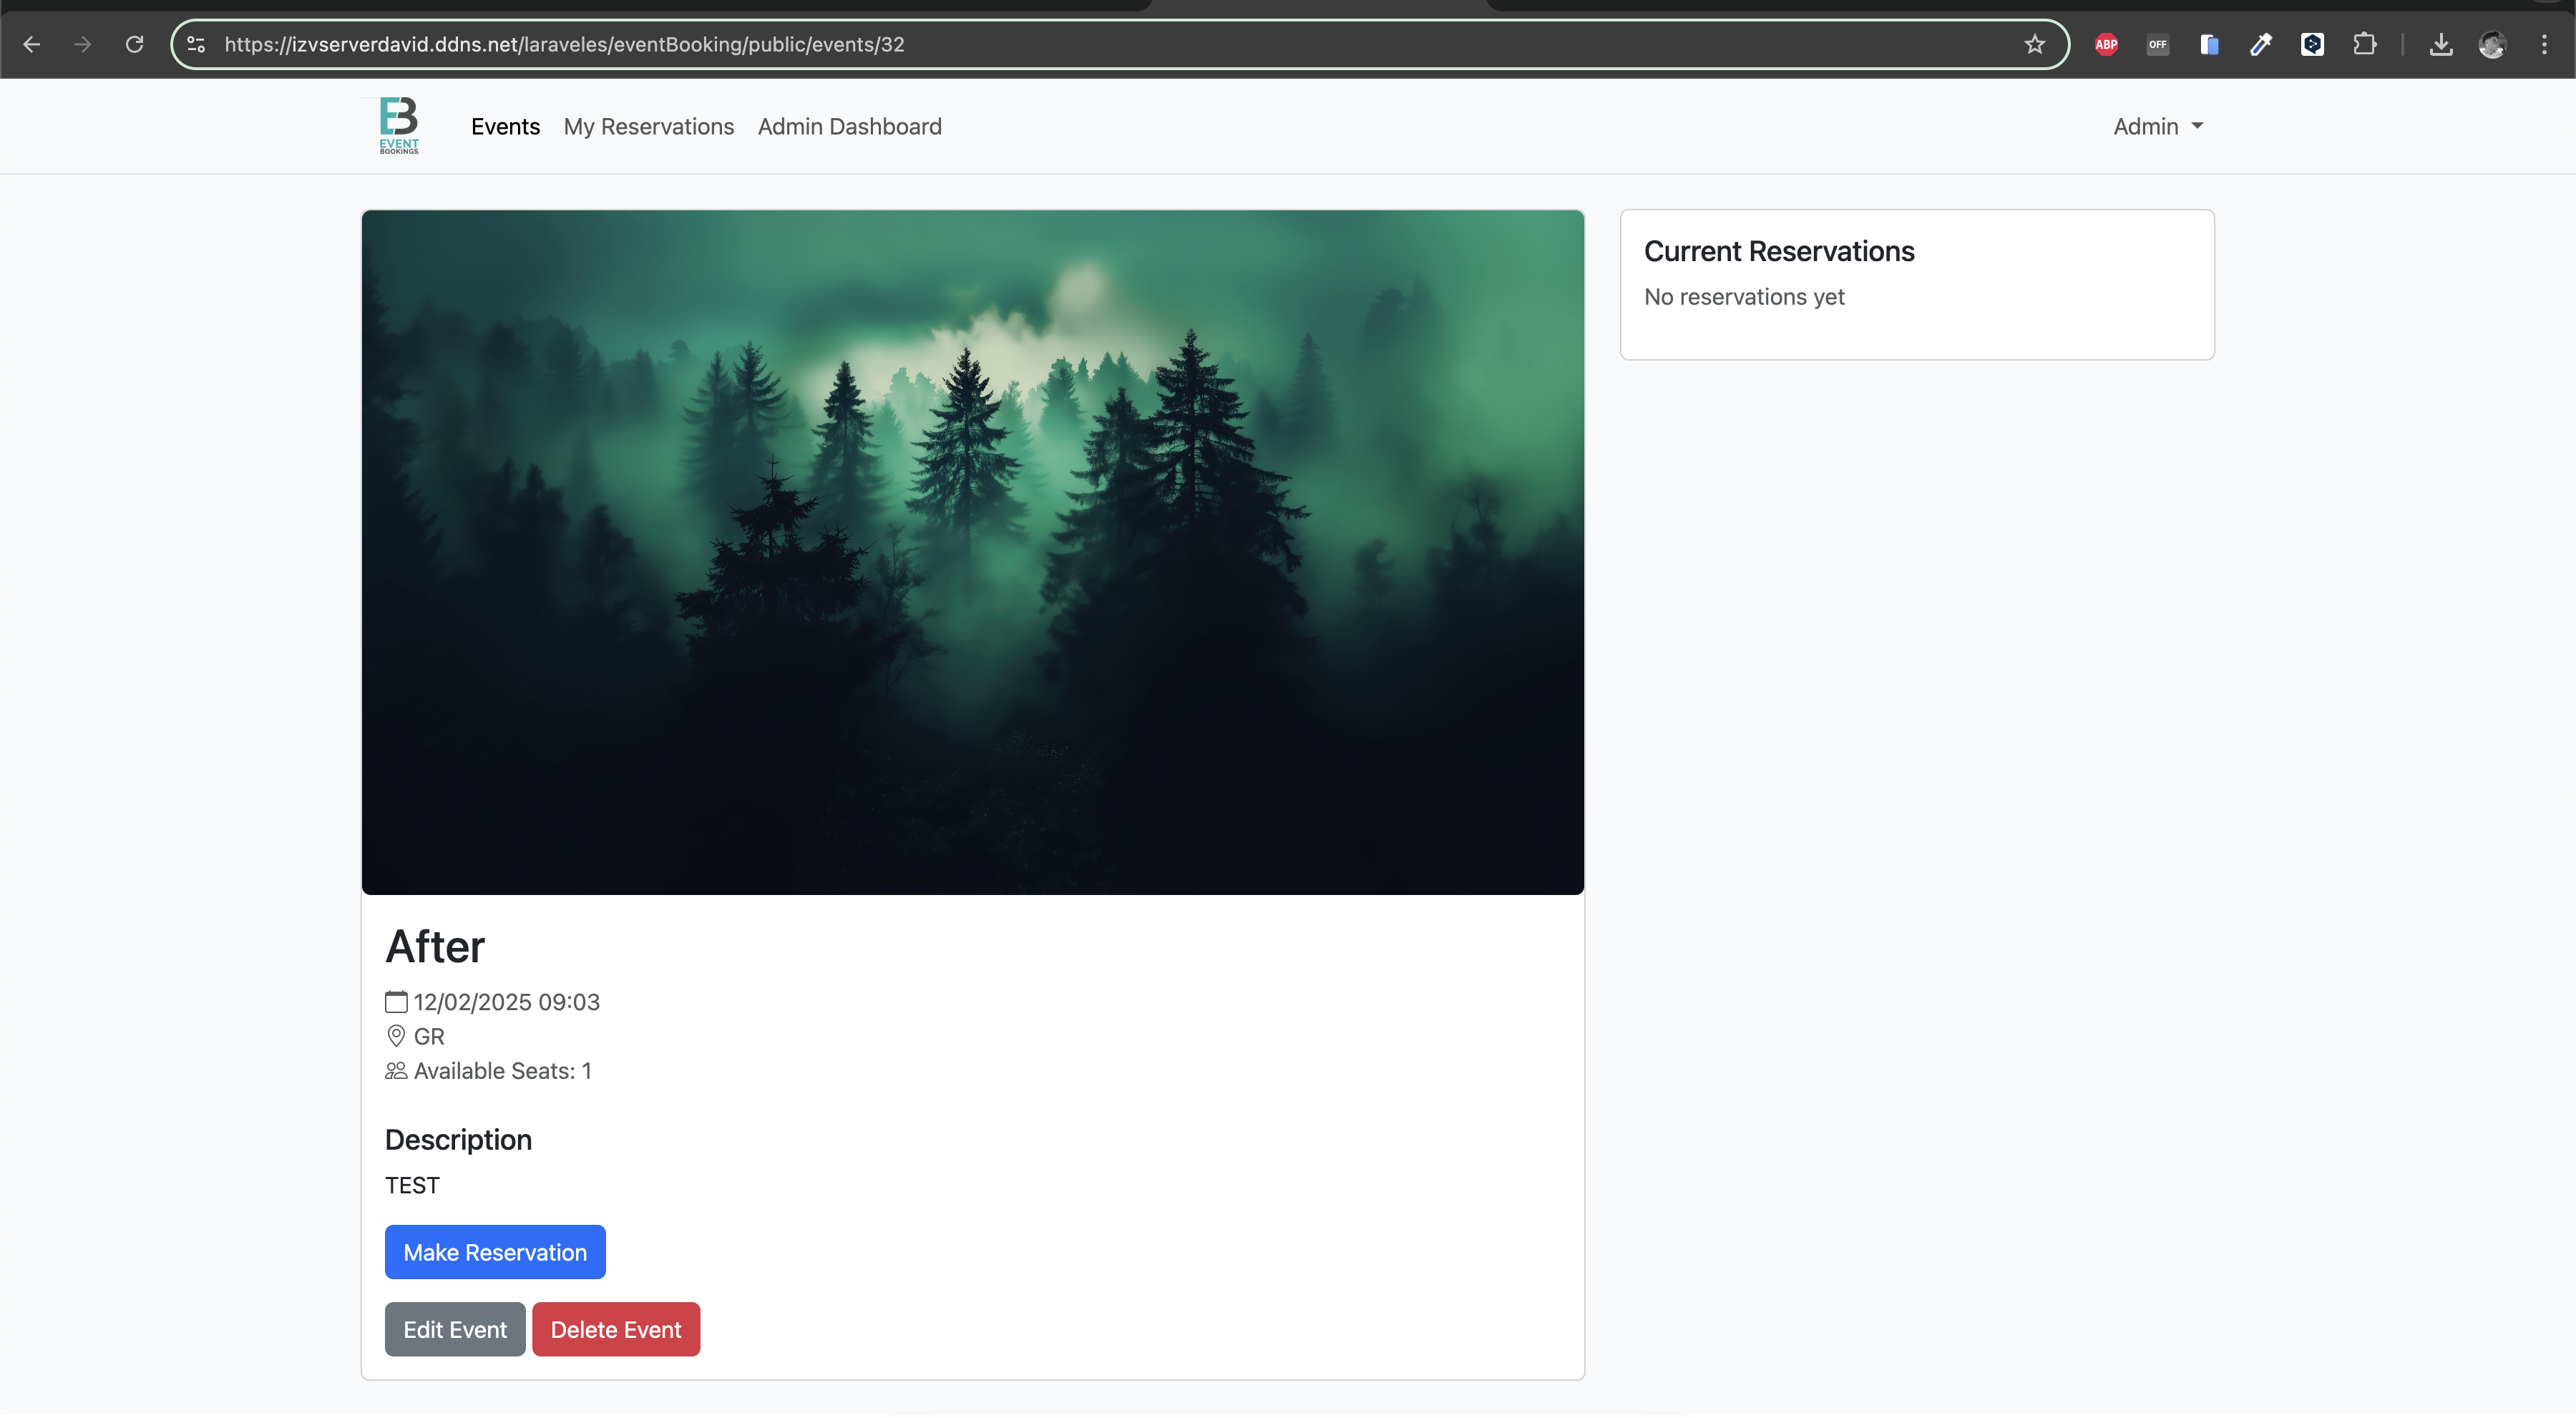 https://izvserverdavid.ddns.net/laraveles/eventBooking/public/events/32
ABP
OFF
EB
EVENT
BOOKINGS
Events
My Reservations
Admin Dashboard
Admin
Current Reservations
No reservations yet
After
12/02/2025 09:03
GR
Available Seats: 1
Description
TEST
Make Reservation
Edit Event
Delete Event